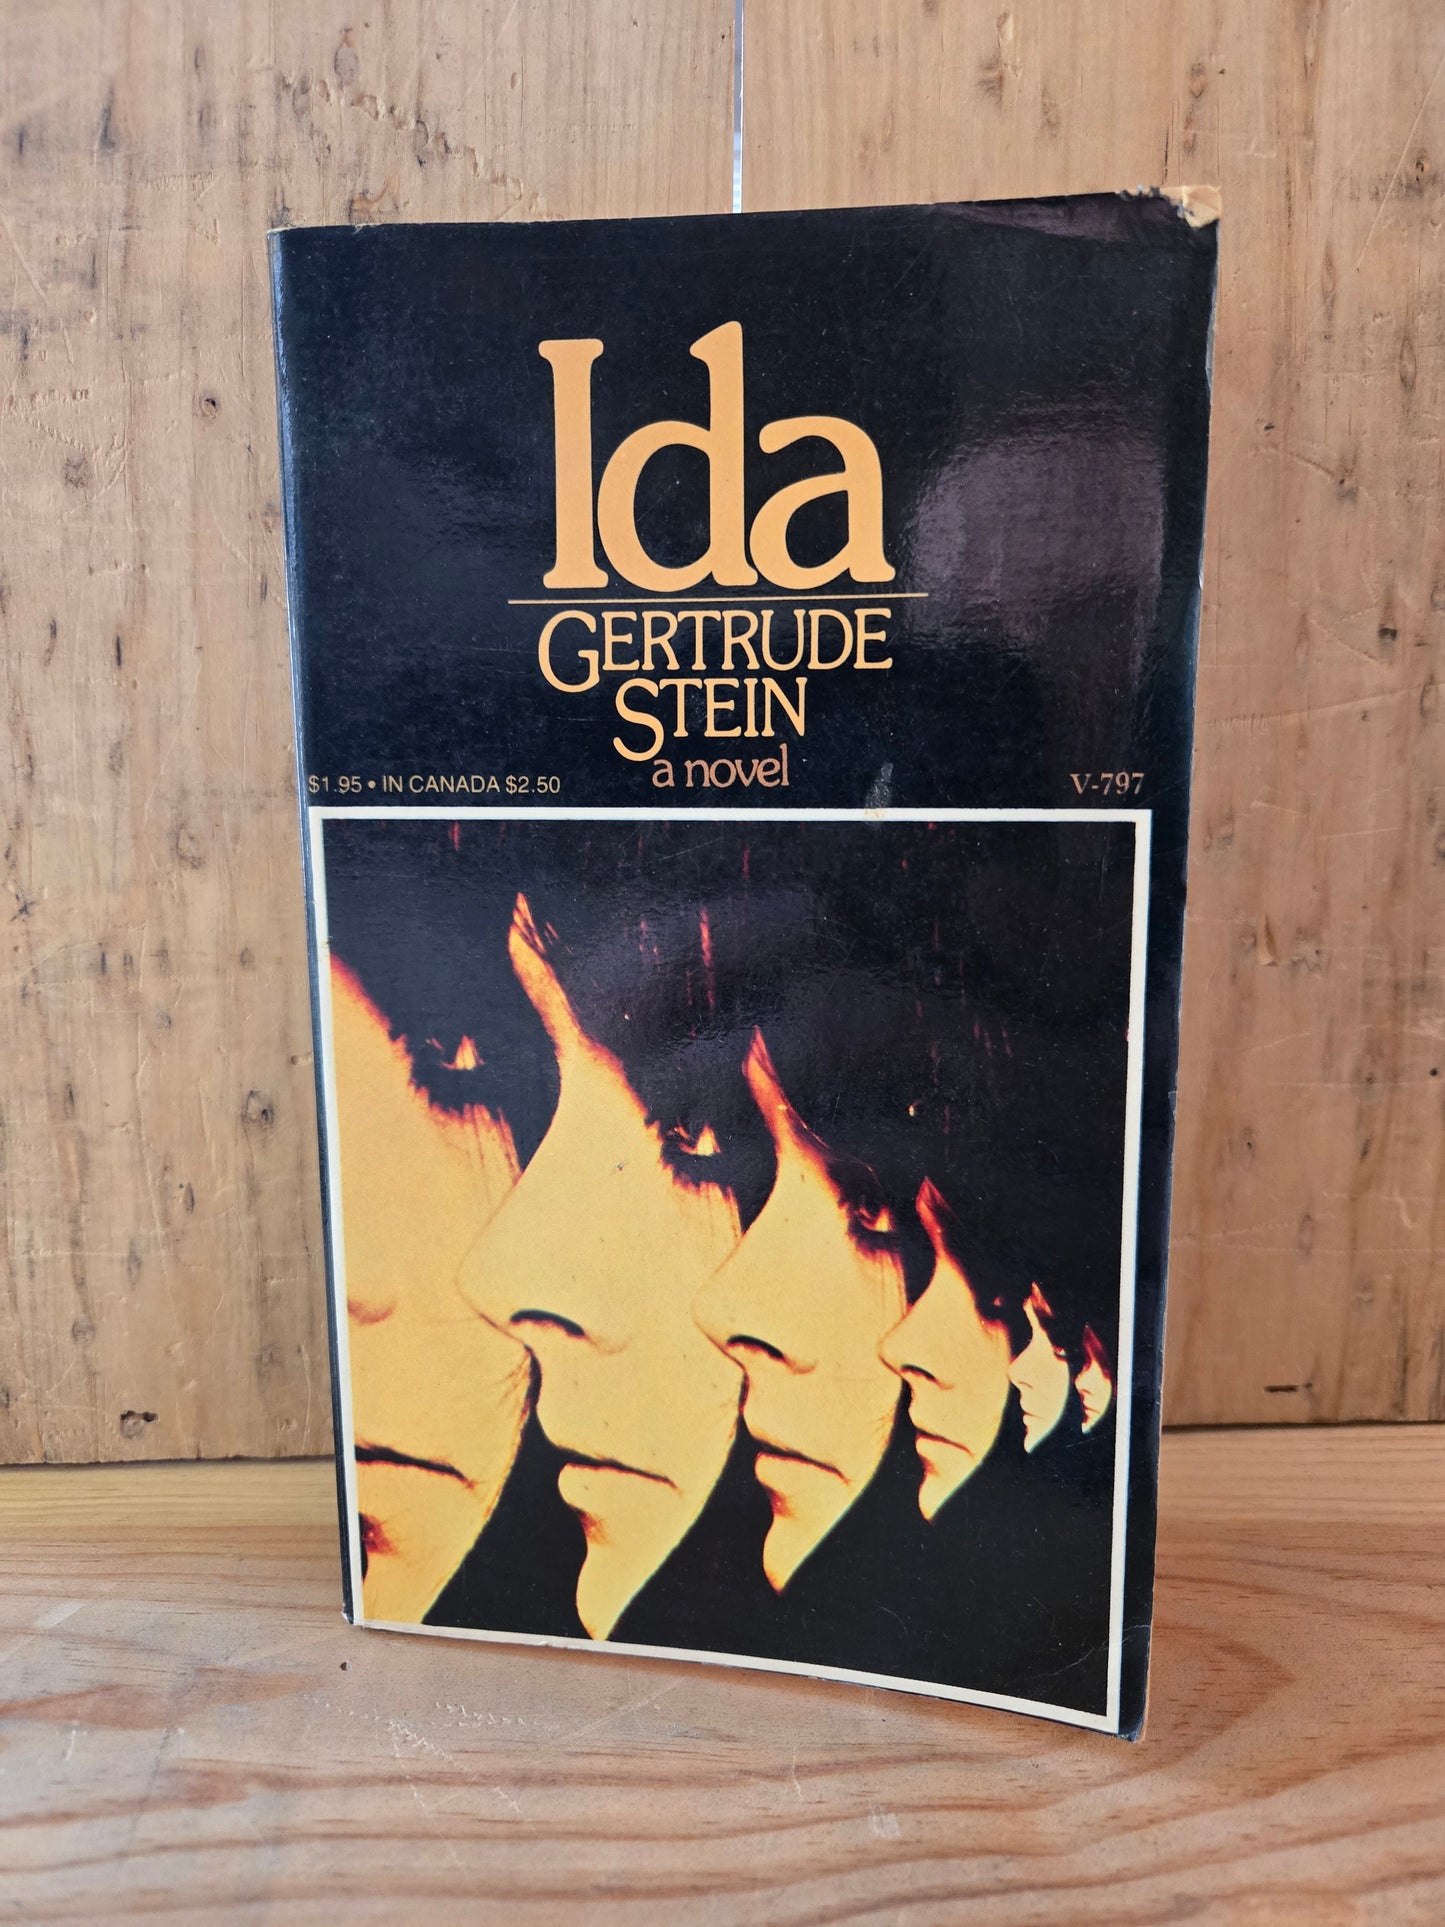 Ida
GERTRUDE
STEIN
a novel
$1.95 • IN CANADA $2.50
V-797